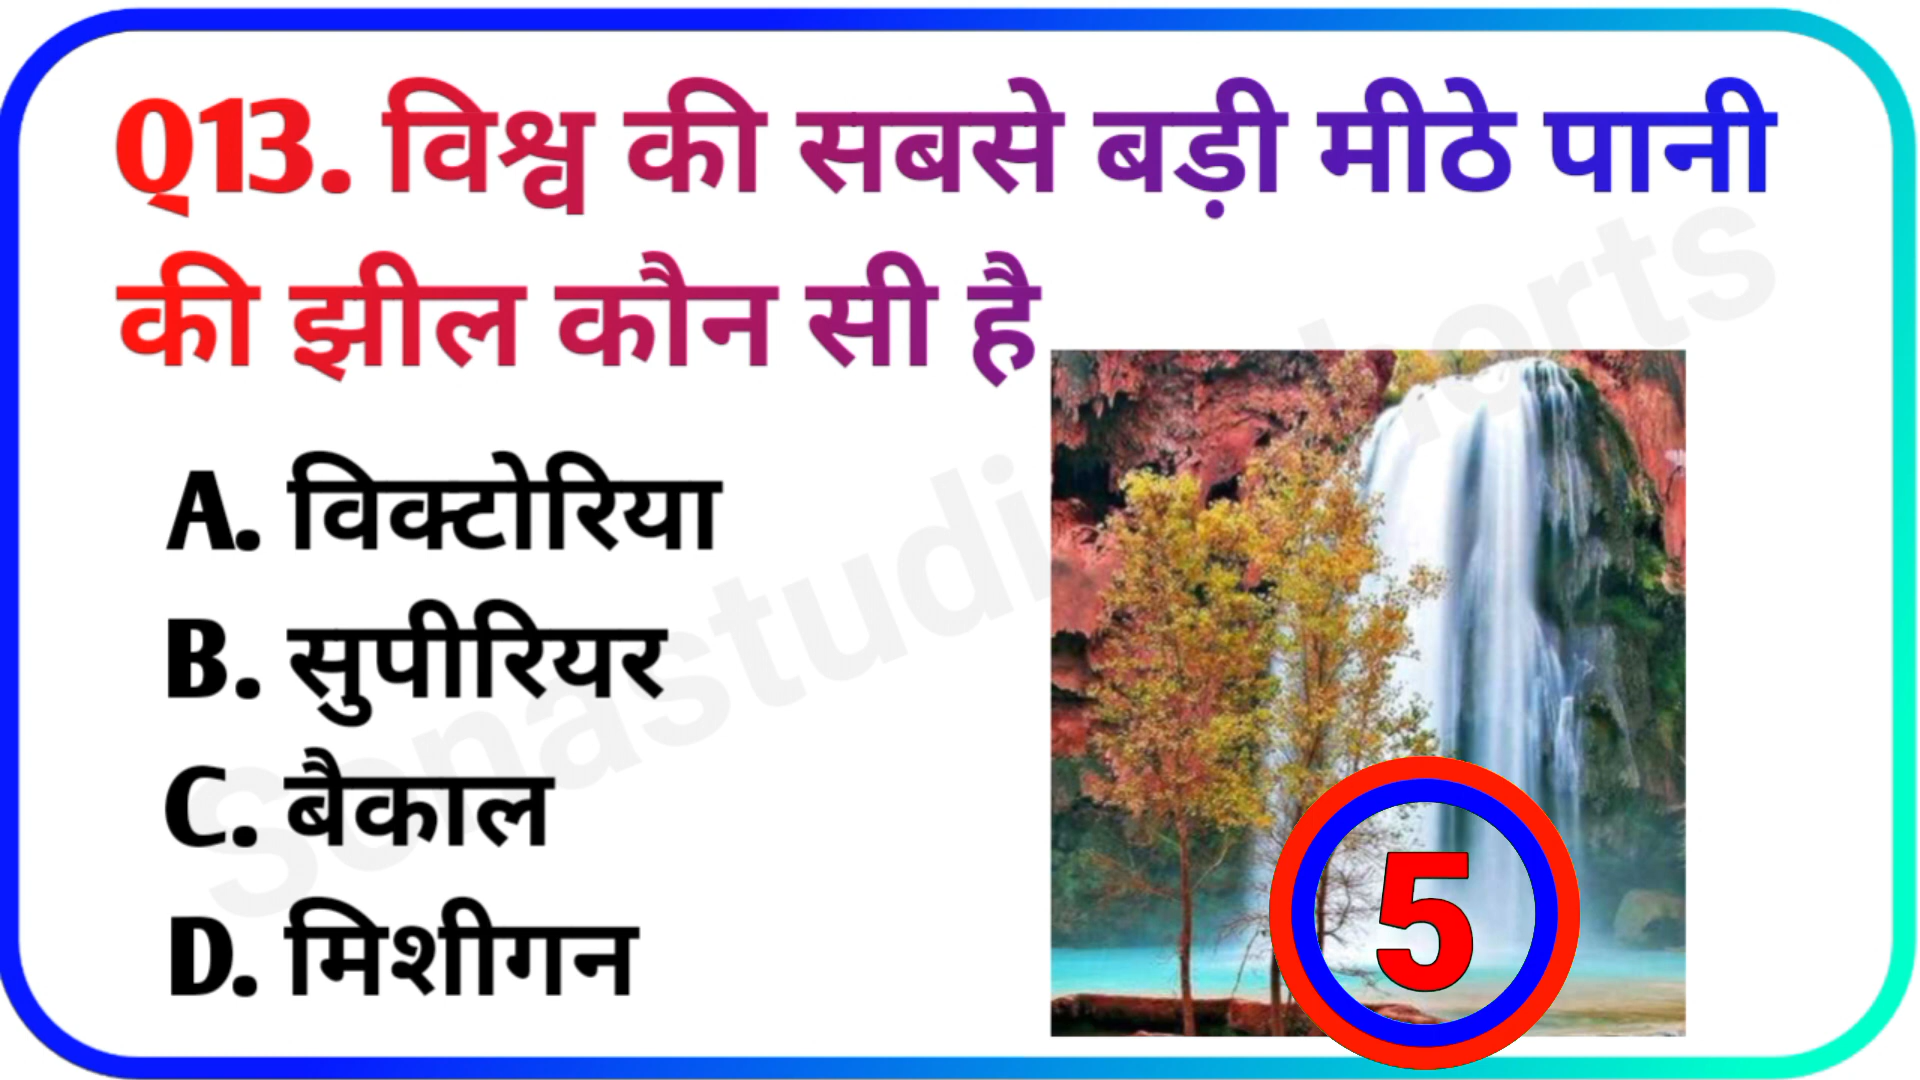 Q13. विश्व की सबसे बड़ी मीठे पानी
की झील कौन सी है
A. विक्टोरिया
B. सुपीरियर
C. बैकाल
D. मिशीगन
5